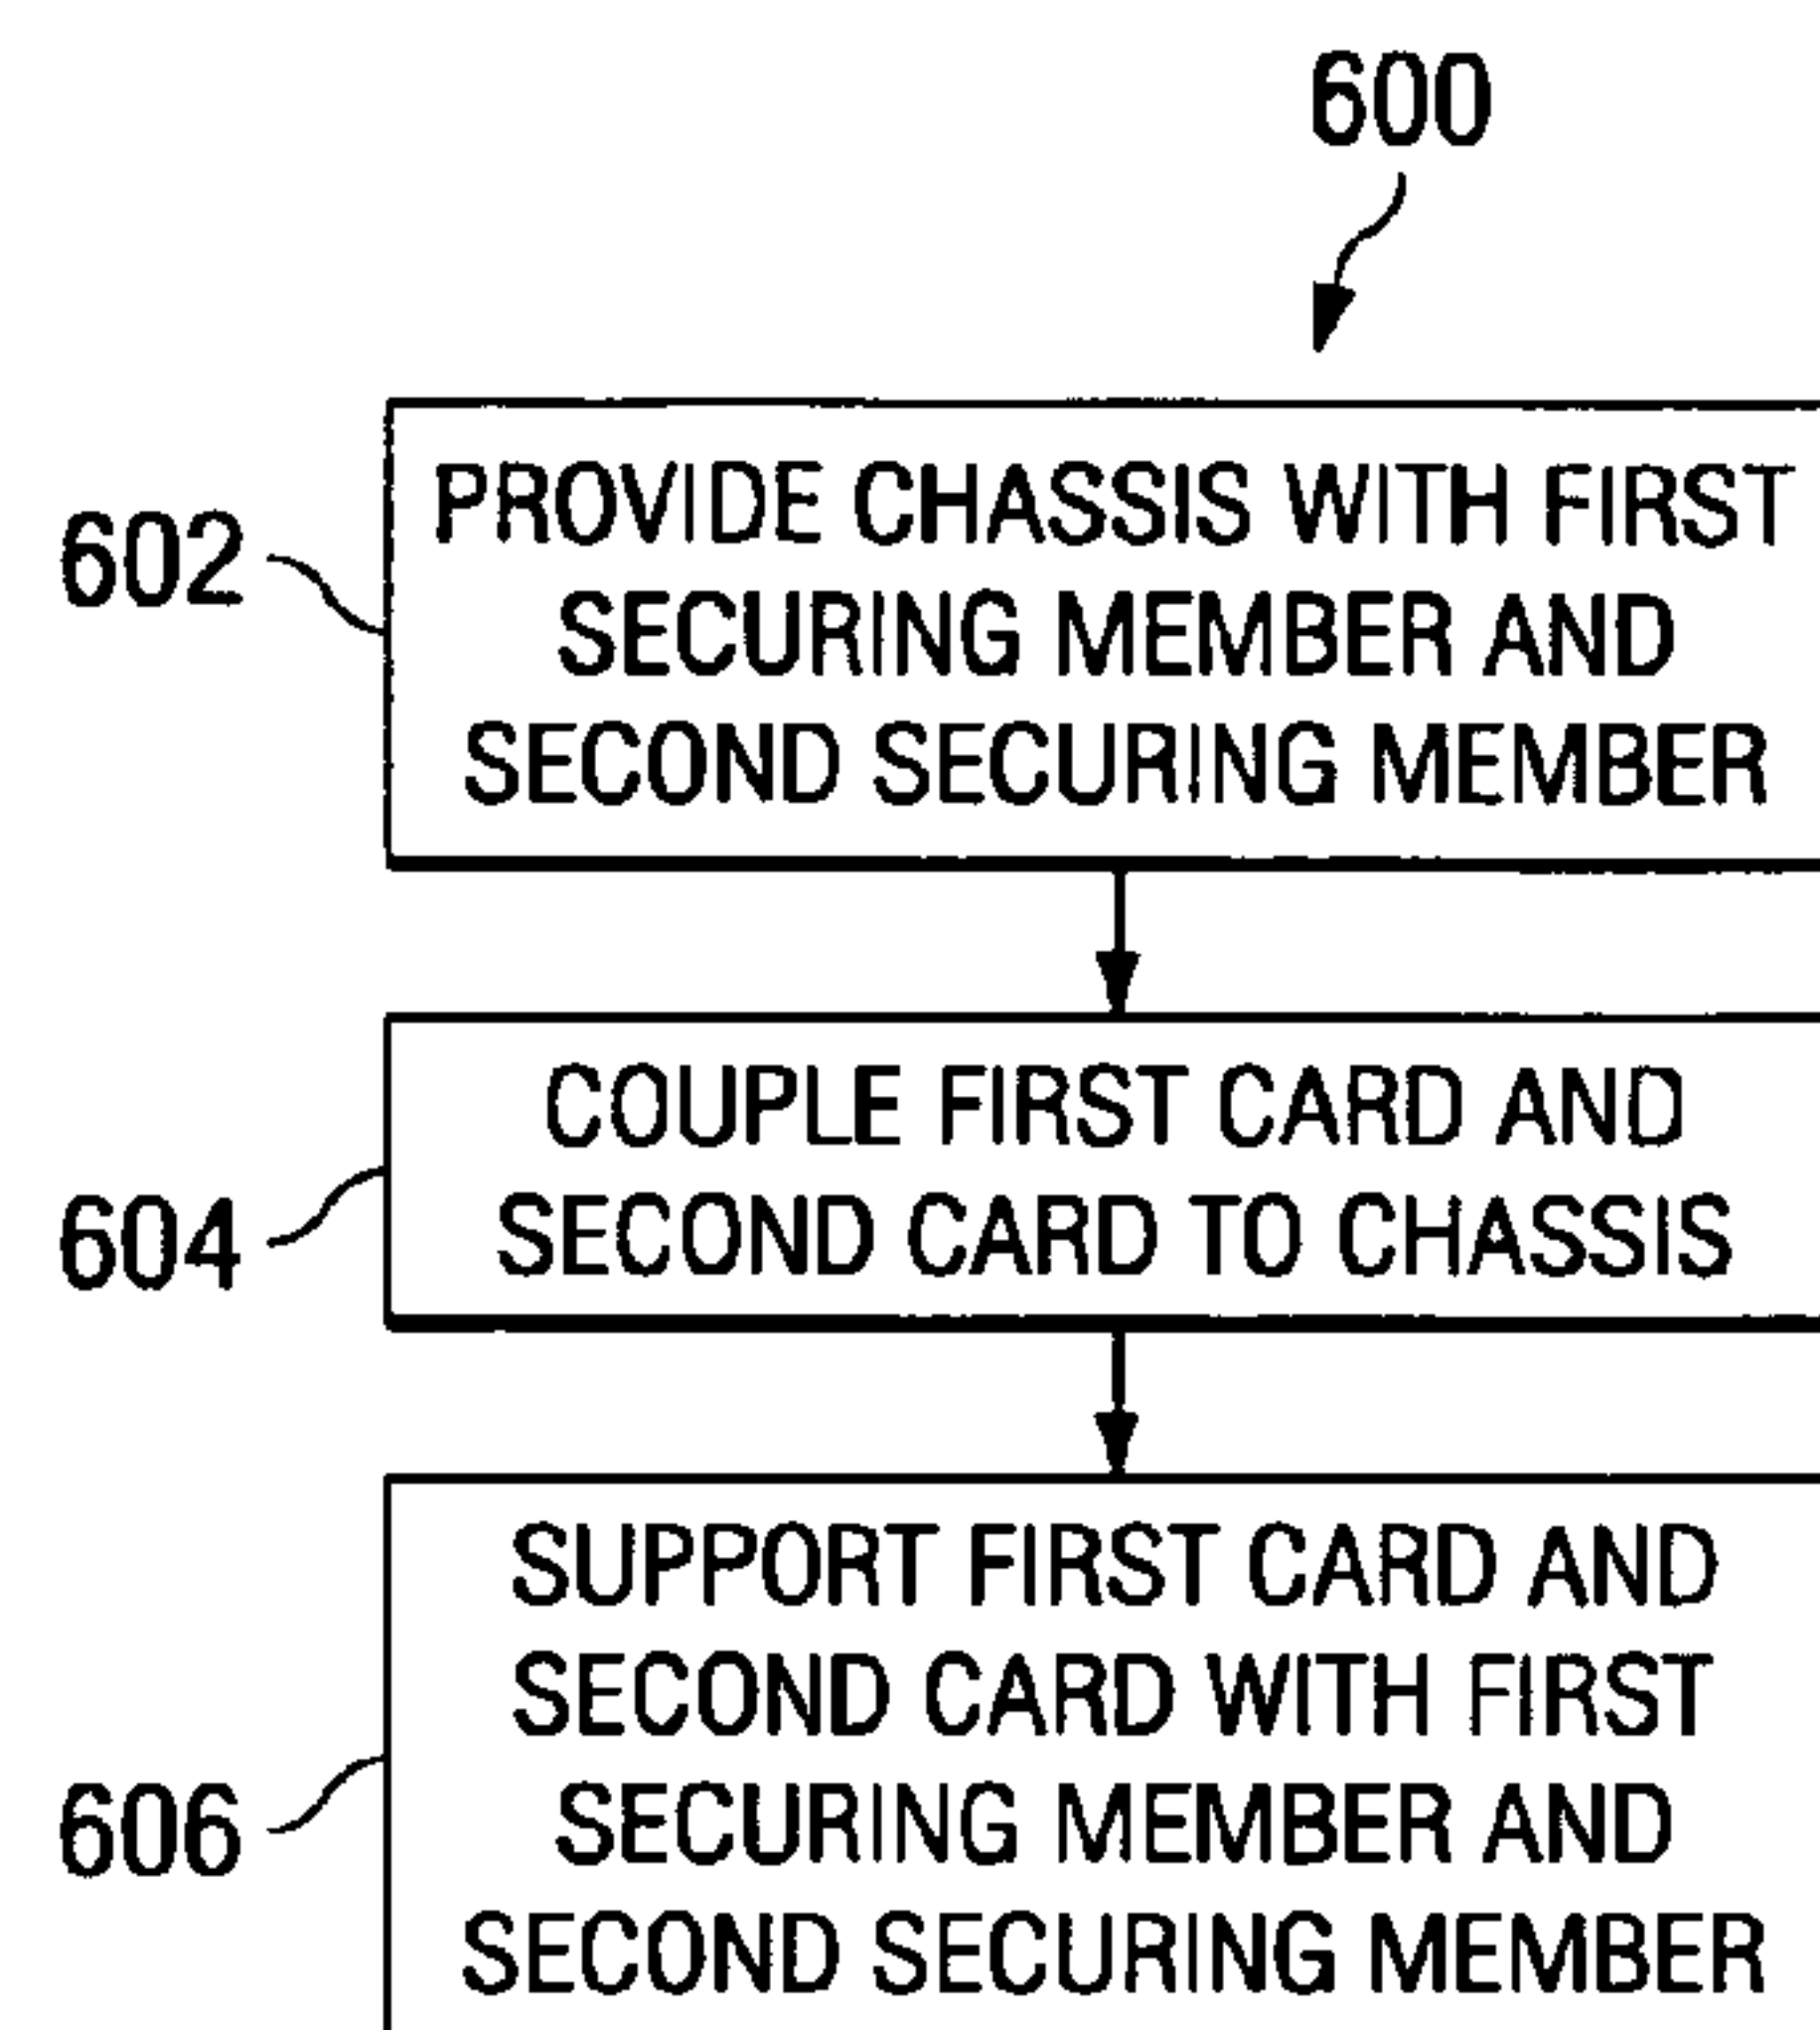 600
602
PROVIDE CHASSIS WITH FIRST
SECURING MEMBER AND
SECOND SECURING MEMBER
604
COUPLE FIRST CARD AND
SECOND CARD TO CHASSIS
606
SUPPORT FIRST CARD AND
SECOND CARD WITH FIRST
SECURING MEMBER AND
SECOND SECURING MEMBER